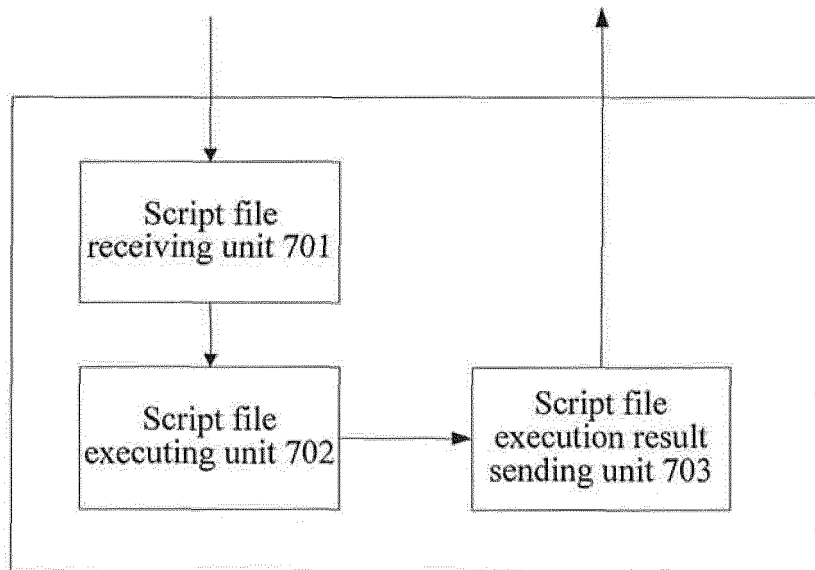 Script file
receiving unit 701
Script file
executing unit 702
Script file
execution result
sending unit 703